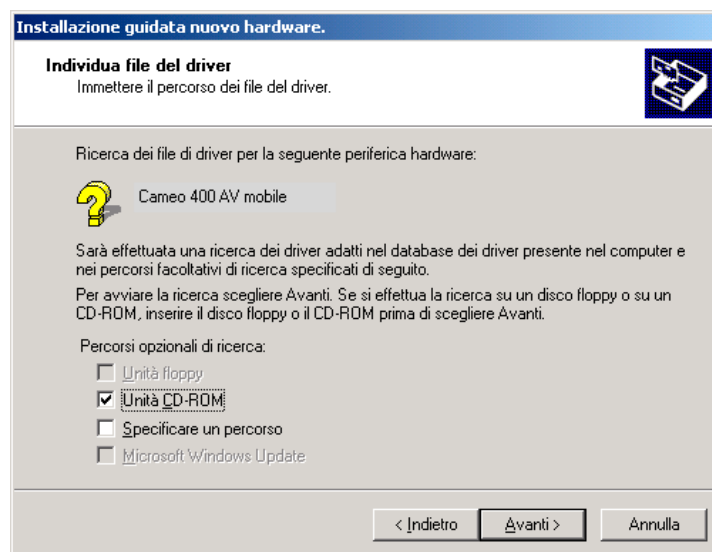 Installazione guidata nuovo hardware.
Individua file del driver
Immettere il percorso dei file del driver.
Ricerca dei file di driver per la seguente periferica hardware:
Cameo 400 AV mobile
Sarà effettuata una ricerca dei driver adatti nel database dei driver presente nel computer e
nei percorsi facoltativi di ricerca specificati di seguito.
Per avviare la ricerca scegliere Avanti. Se si effettua la ricerca su un disco floppy o su un
CD-ROM, inserire il disco floppy o il CD-ROM prima di scegliere Avanti.
Percorsi opzionali di ricerca:
Unità floppy
Unità CD-ROM
Specificare un percorso
Microsoft Windows Update
< Indietro
Avanti >
Annulla